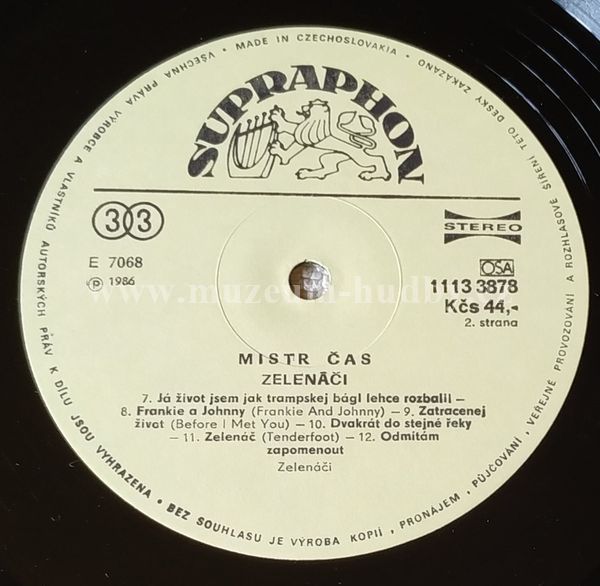 VŠECHNA PRÁVA VÝROBCE A VLASTNÍKŮ AUTORSKÝCH PRÁV K DÍLU JSOU VYHRAZENA • BEZ SOUHLASU JE VÝROBA KOPIÍ, PRONÁJEM, PŮJČOVÁNÍ, VEŘEJNÉ PROVOZOVÁNÍ A ROZHLASOVÉ ŠÍŘENÍ TÉTO DESKY ZAKÁZÁNO • MADE IN CZECHOSLOVAKIA •
SUPRAPHON
33
STEREO
E 7068
℗ 1986
OSA
1113 3878
Kčs 44,-
2. strana
www.muzeum-hudby.cz
MISTR ČAS
ZELENÁČI
7. Já život jsem jak trampskej bágl lehce rozbalil –
8. Frankie a Johnny (Frankie And Johnny) – 9. Zatracenej
život (Before I Met You) – 10. Dvakrát do stejné řeky
– 11. Zelenáč (Tenderfoot) – 12. Odmítám
zapomenout
Zelenáči